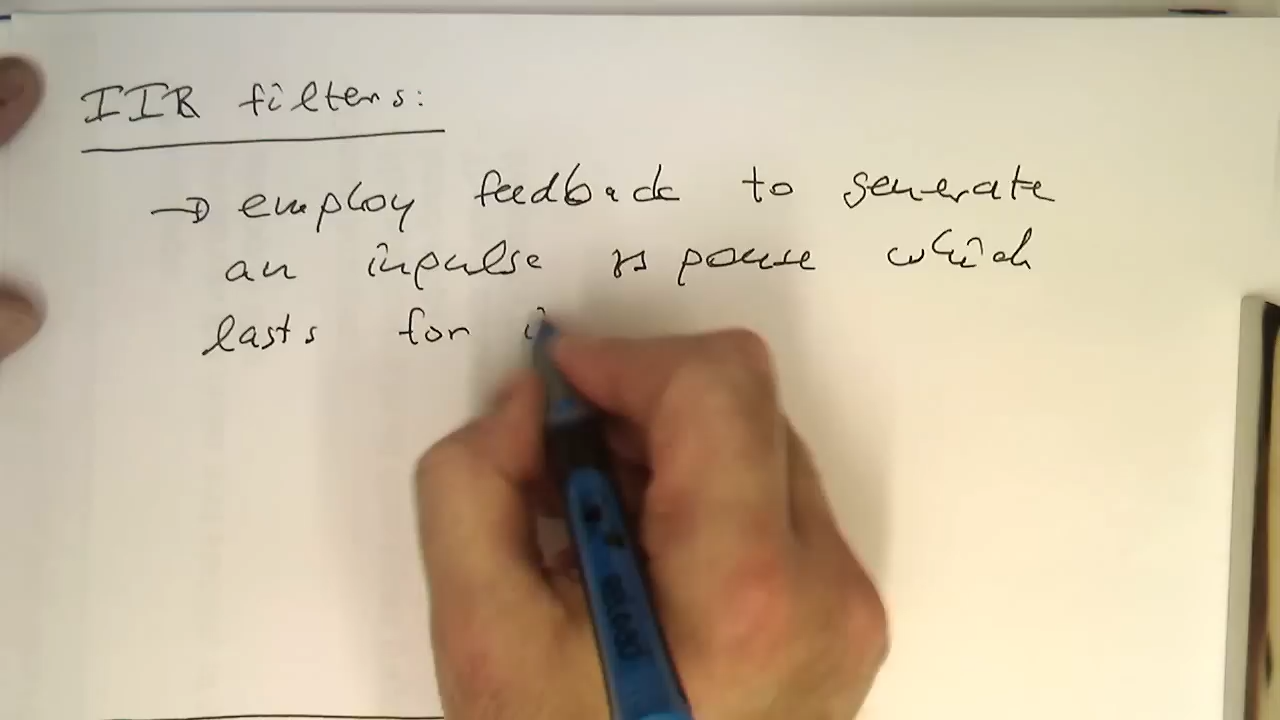 IIR filters:
→ employ feedback to generate
an impulse response which
lasts for i